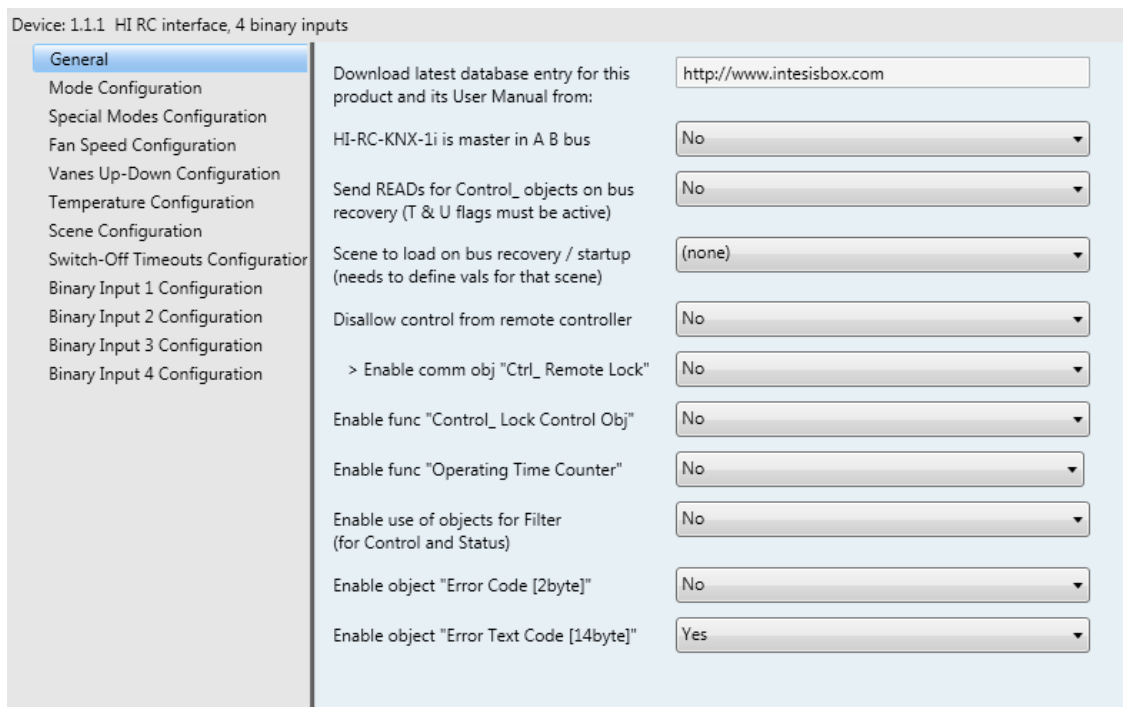 Device: 1.1.1 HI RC interface, 4 binary inputs
General
Mode Configuration
Special Modes Configuration
Fan Speed Configuration
Vanes Up-Down Configuration
Temperature Configuration
Scene Configuration
Switch-Off Timeouts Configuration
Binary Input 1 Configuration
Binary Input 2 Configuration
Binary Input 3 Configuration
Binary Input 4 Configuration
Download latest database entry for this
product and its User Manual from:
http://www.intesisbox.com
HI-RC-KNX-1i is master in A B bus
No
Send READs for Control_ objects on bus
recovery (T & U flags must be active)
No
Scene to load on bus recovery / startup
(needs to define vals for that scene)
(none)
Disallow control from remote controller
No
> Enable comm obj "Ctrl_ Remote Lock"
No
Enable func "Control_ Lock Control Obj"
No
Enable func "Operating Time Counter"
No
Enable use of objects for Filter
(for Control and Status)
No
Enable object "Error Code [2byte]"
No
Enable object "Error Text Code [14byte]"
Yes